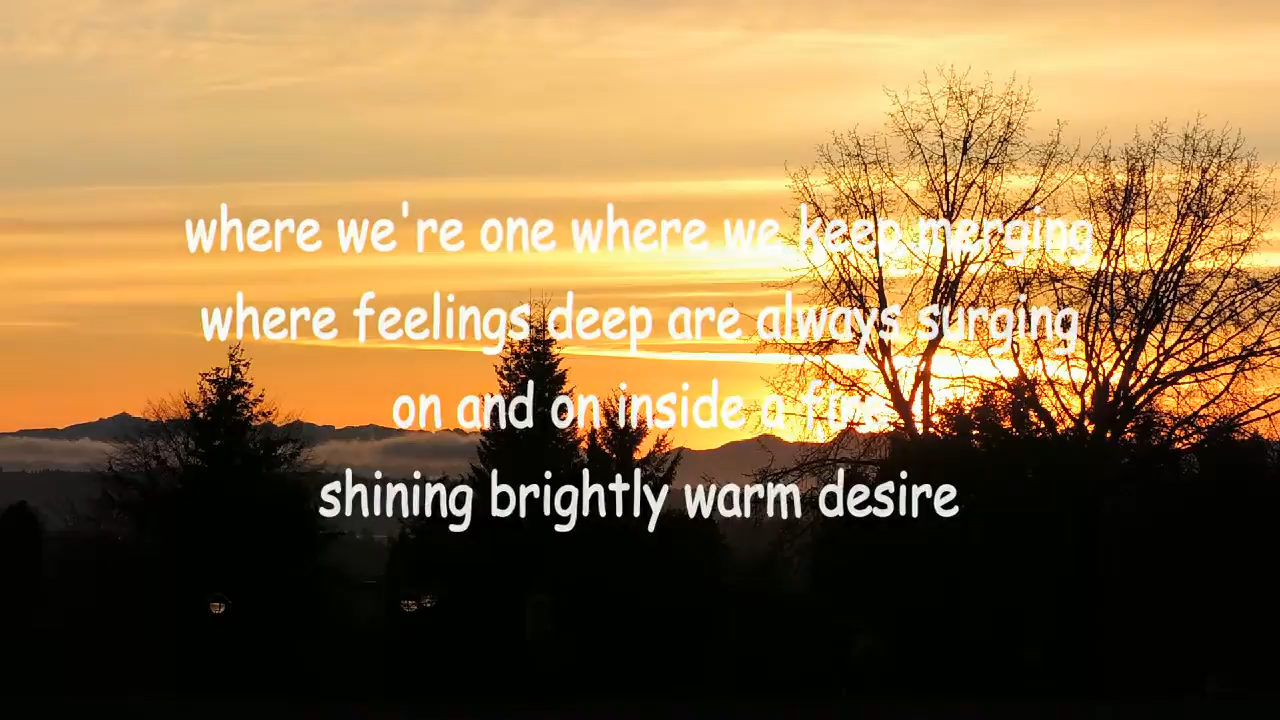 where we're one where we keep merging
where feelings deep are always surging
on and on inside a fire
shining brightly warm desire